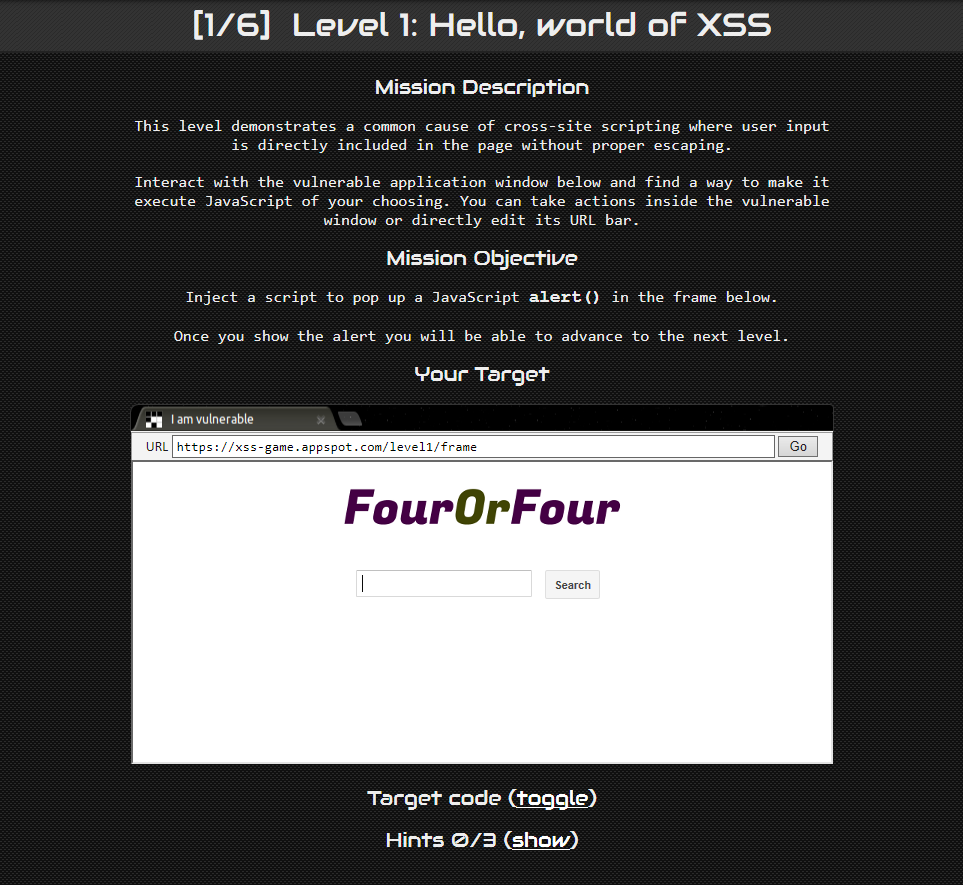 [1/6]  Level 1: Hello, world of XSS
Mission Description
This level demonstrates a common cause of cross-site scripting where user input
is directly included in the page without proper escaping.
Interact with the vulnerable application window below and find a way to make it
execute JavaScript of your choosing. You can take actions inside the vulnerable
window or directly edit its URL bar.
Mission Objective
Inject a script to pop up a JavaScript alert() in the frame below.
Once you show the alert you will be able to advance to the next level.
Your Target
I am vulnerable
URL https://xss-game.appspot.com/level1/frame Go
FourOrFour
Search
Target code (toggle)
Hints 0/3 (show)